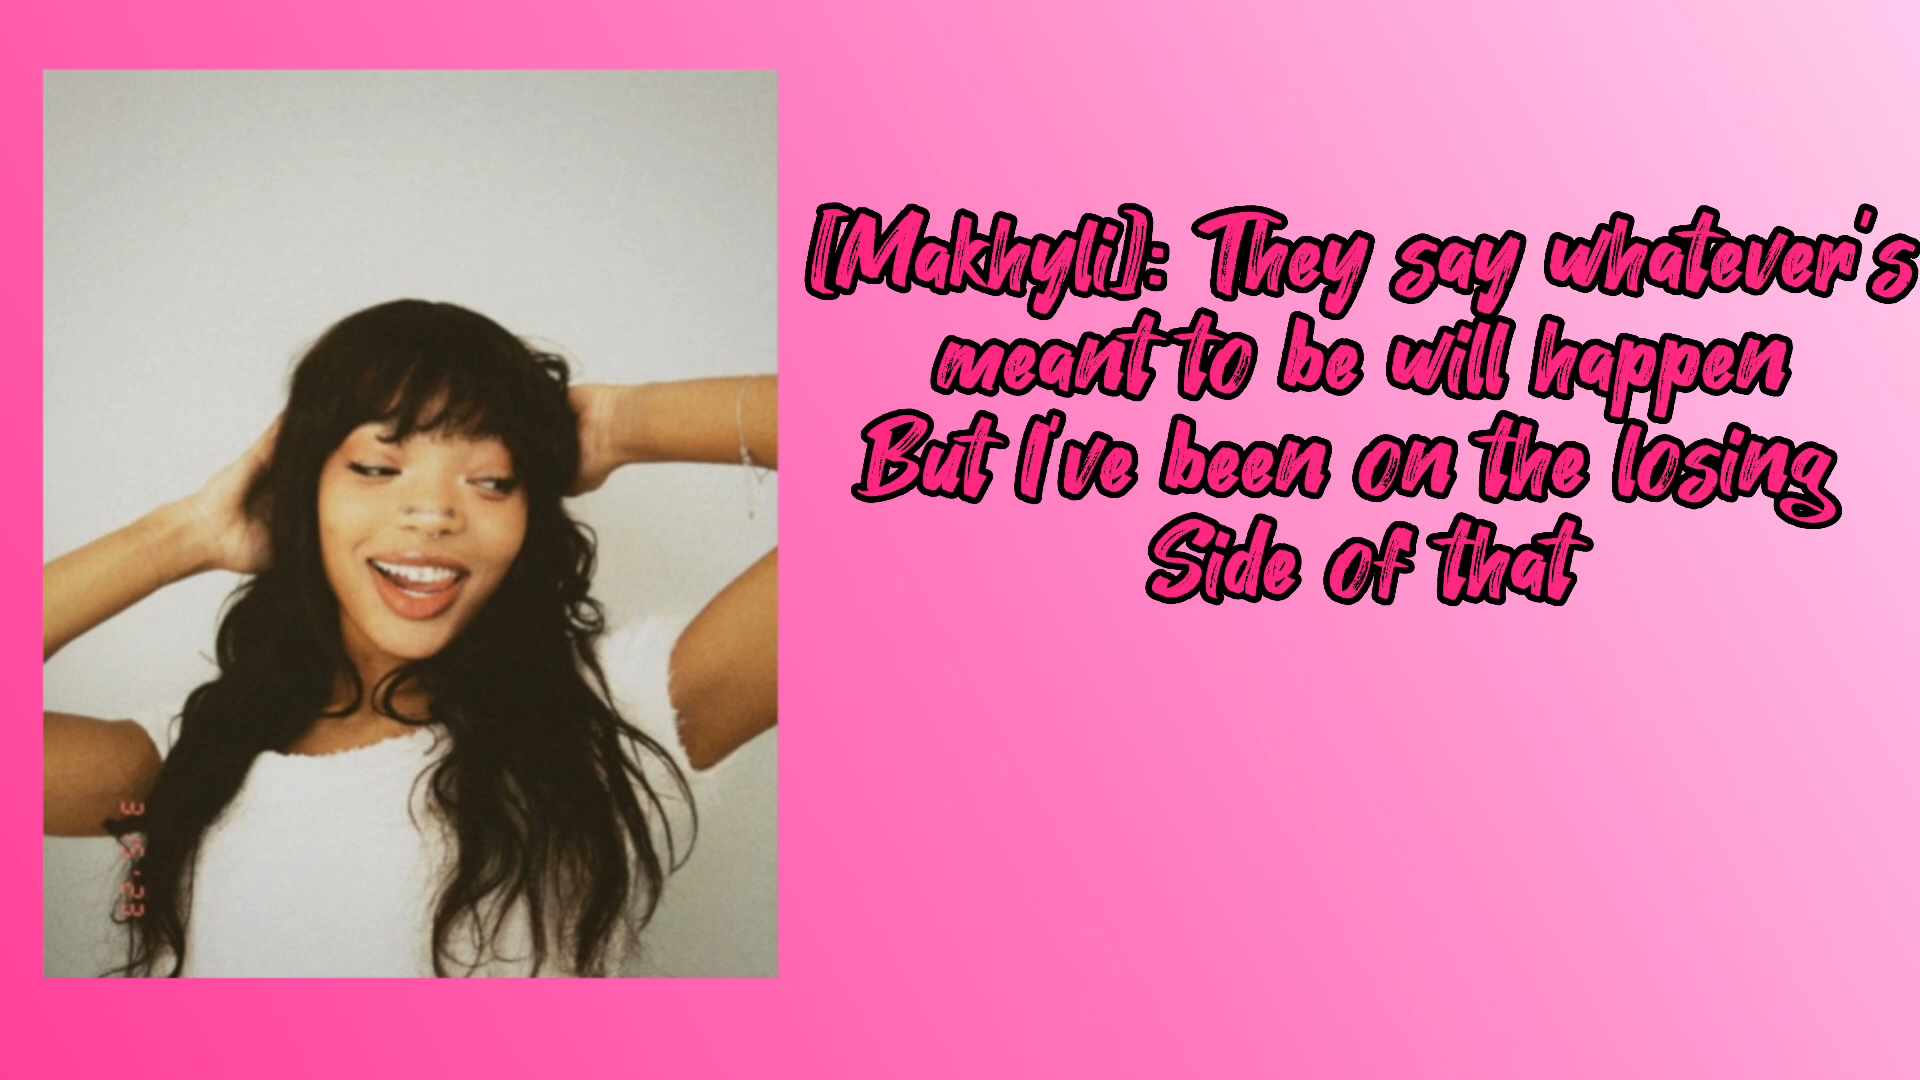 [Makhyli]: They say whatever's
meant to be will happen
But I've been on the losing
Side of that